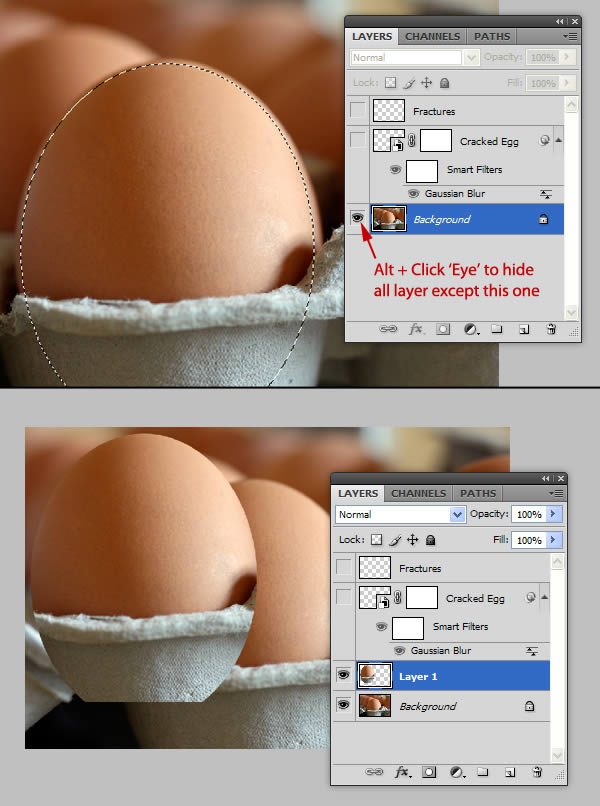 LAYERS CHANNELS PATHS
Normal Opacity: 100%
Lock: Fill: 100%
Fractures
Cracked Egg
Smart Filters
Gaussian Blur
Background
Alt + Click ‘Eye’ to hide
all layer except this one
LAYERS CHANNELS PATHS
Normal Opacity: 100%
Lock: Fill: 100%
Fractures
Cracked Egg
Smart Filters
Gaussian Blur
Layer 1
Background